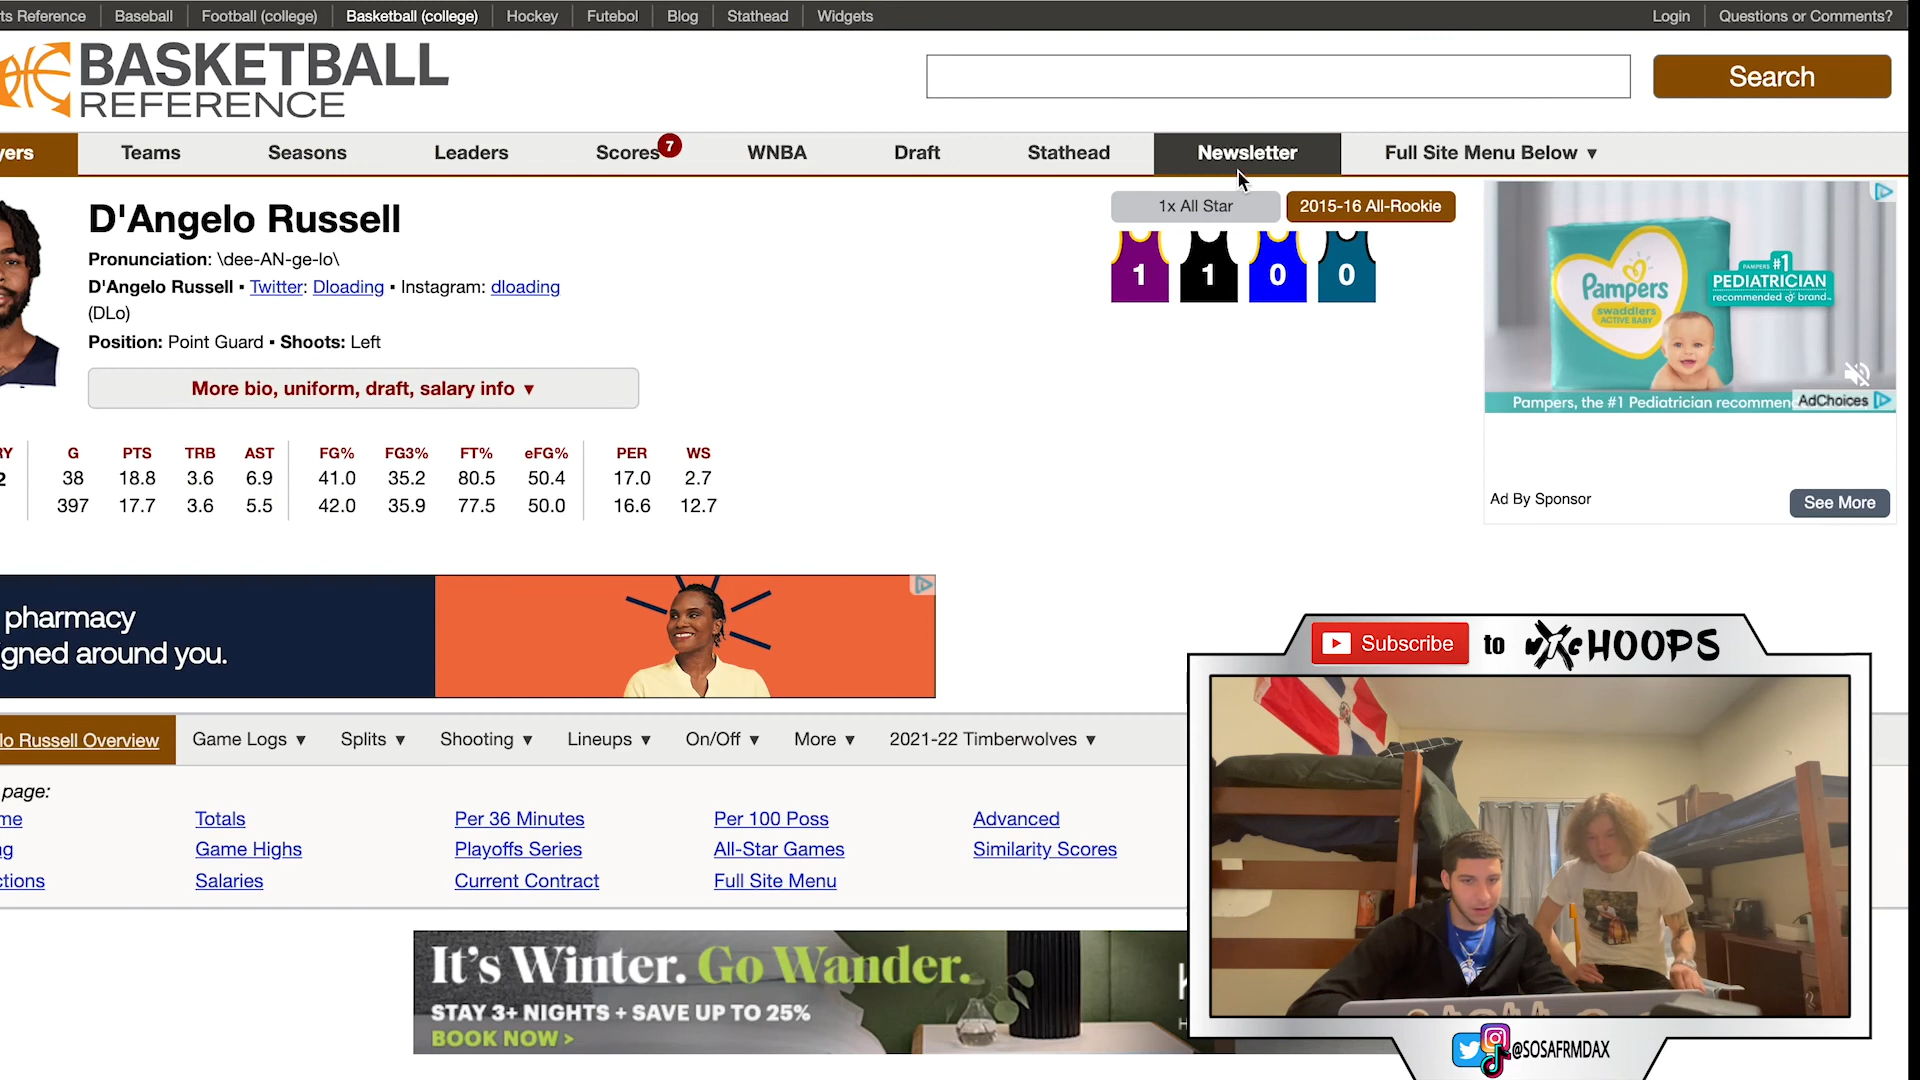 ts Reference Baseball Football (college) Basketball (college) Hockey Futebol Blog Stathead Widgets Login Questions or Comments?
BASKETBALL
REFERENCE
Search
yers Teams Seasons Leaders Scores 7 WNBA Draft Stathead Newsletter Full Site Menu Below ▼
D'Angelo Russell
Pronunciation: \dee-AN-ge-lo\
D'Angelo Russell ▪ Twitter: Dloading ▪ Instagram: dloading
(DLo)
Position: Point Guard ▪ Shoots: Left
More bio, uniform, draft, salary info ▼
1x All Star 2015-16 All-Rookie
1 1 0 0
Pampers
swaddlers
ACTIVE BABY
PAMPERS #1
PEDIATRICIAN
recommended brand
Pampers, the #1 Pediatrician recommen
AdChoices
Ad By Sponsor
See More
RY G PTS TRB AST FG% FG3% FT% eFG% PER WS
2 38 18.8 3.6 6.9 41.0 35.2 80.5 50.4 17.0 2.7
397 17.7 3.6 5.5 42.0 35.9 77.5 50.0 16.6 12.7
pharmacy
gned around you.
Subscribe to HOOPS
lo Russell Overview Game Logs ▼ Splits ▼ Shooting ▼ Lineups ▼ On/Off ▼ More ▼ 2021-22 Timberwolves ▼
page:
me Totals Per 36 Minutes Per 100 Poss Advanced
ng Game Highs Playoffs Series All-Star Games Similarity Scores
ctions Salaries Current Contract Full Site Menu
It's Winter. Go Wander.
STAY 3+ NIGHTS + SAVE UP TO 25%
BOOK NOW >
@SOSAFRMDAX